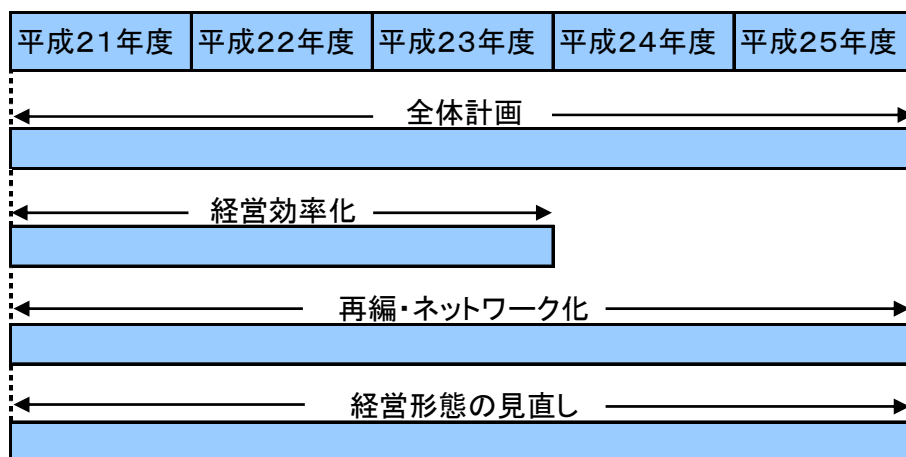 平成21年度 平成22年度 平成23年度 平成24年度 平成25年度
全体計画
経営効率化
再編・ネットワーク化
経営形態の見直し